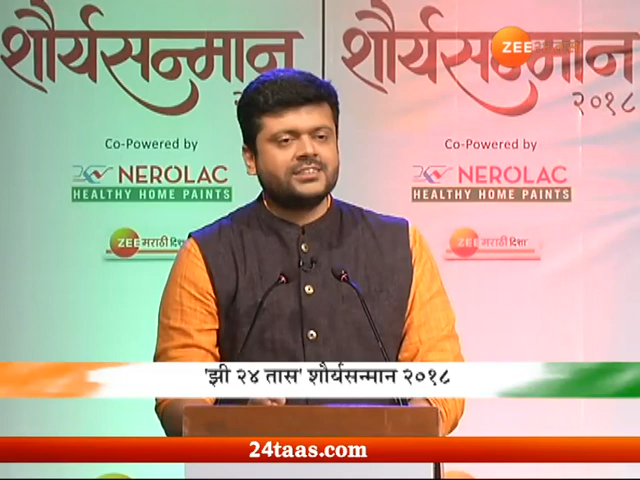 शौर्यसन्मान
शौर्यसन्मान
ZEE
२०१८
Co-Powered by
NEROLAC
HEALTHY HOME PAINTS
ZEE मराठी दिशा
Co-Powered by
NEROLAC
HEALTHY HOME PAINTS
ZEE मराठी दिशा
'झी २४ तास' शौर्यसन्मान २०१८
24taas.com